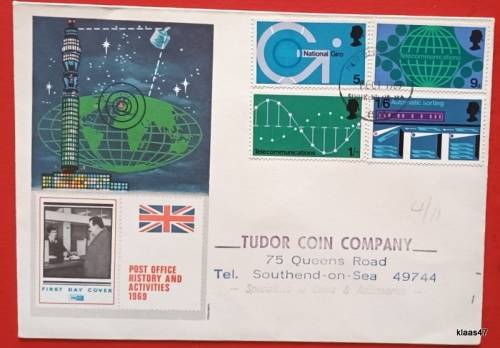 National Giro
5d
9d
Telecommunications
1/-
1/6
Automatic sorting
4/11
POST OFFICE
HISTORY AND
ACTIVITIES
1969
FIRST DAY COVER
TUDOR COIN COMPANY
75 Queens Road
Tel. Southend-on-Sea 49744
klaas47